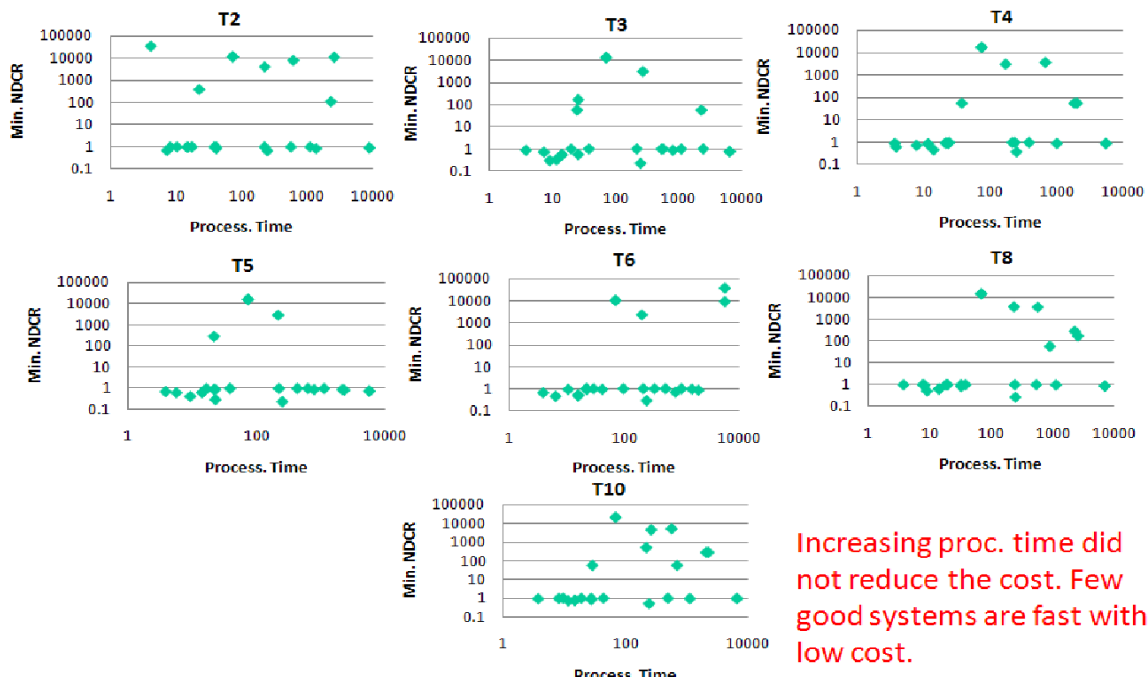 T2
Min. NDCR
100000
10000
1000
100
10
1
0.1
1 10 100 1000 10000
Process. Time
T3
Min. NDCR
100000
10000
1000
100
10
1
0.1
1 10 100 1000 10000
Process. Time
T4
Min. NDCR
100000
10000
1000
100
10
1
0.1
1 10 100 1000 10000
Process. Time
T5
Min. NDCR
100000
10000
1000
100
10
1
0.1
1 100 10000
Process. Time
T6
Min. NDCR
100000
10000
1000
100
10
1
0.1
1 100 10000
Process. Time
T8
Min. NDCR
100000
10000
1000
100
10
1
0.1
1 10 100 1000 10000
Process. Time
T10
Min. NDCR
100000
10000
1000
100
10
1
0.1
1 100 10000
Process. Time
Increasing proc. time did
not reduce the cost. Few
good systems are fast with
low cost.